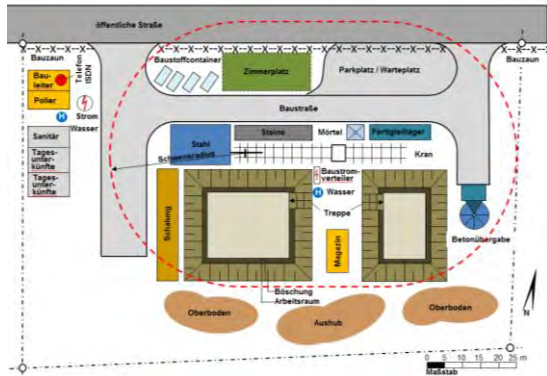 öffentliche Straße
Bauzaun
Telefon
ISDN
Baustoffcontainer
Zimmerplatz
Parkplatz / Warteplatz
Bauzaun
Bau-
leiter
Polier
H
Strom
Wasser
Baustraße
Sanitär
Tages-
unter-
künfte
Tages-
unter-
künfte
Stahl
Steine
Mörtel
Fertigteillager
Schwenkradius
Kran
Baustrom-
verteiler
H
Wasser
Treppe
Schalung
Magazin
Betonübergabe
Böschung
Arbeitsraum
Oberboden
Aushub
Oberboden
N
0
5
10
15
20
25 m
Maßstab